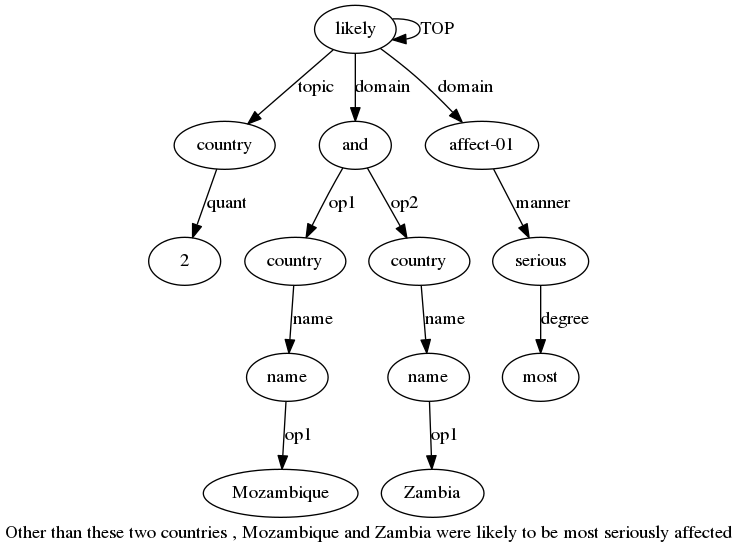 likely TOP
topic domain domain
country and affect-01
quant op1 op2 manner
2 country country serious
name name degree
name name most
op1 op1
Mozambique Zambia
Other than these two countries , Mozambique and Zambia were likely to be most seriously affected